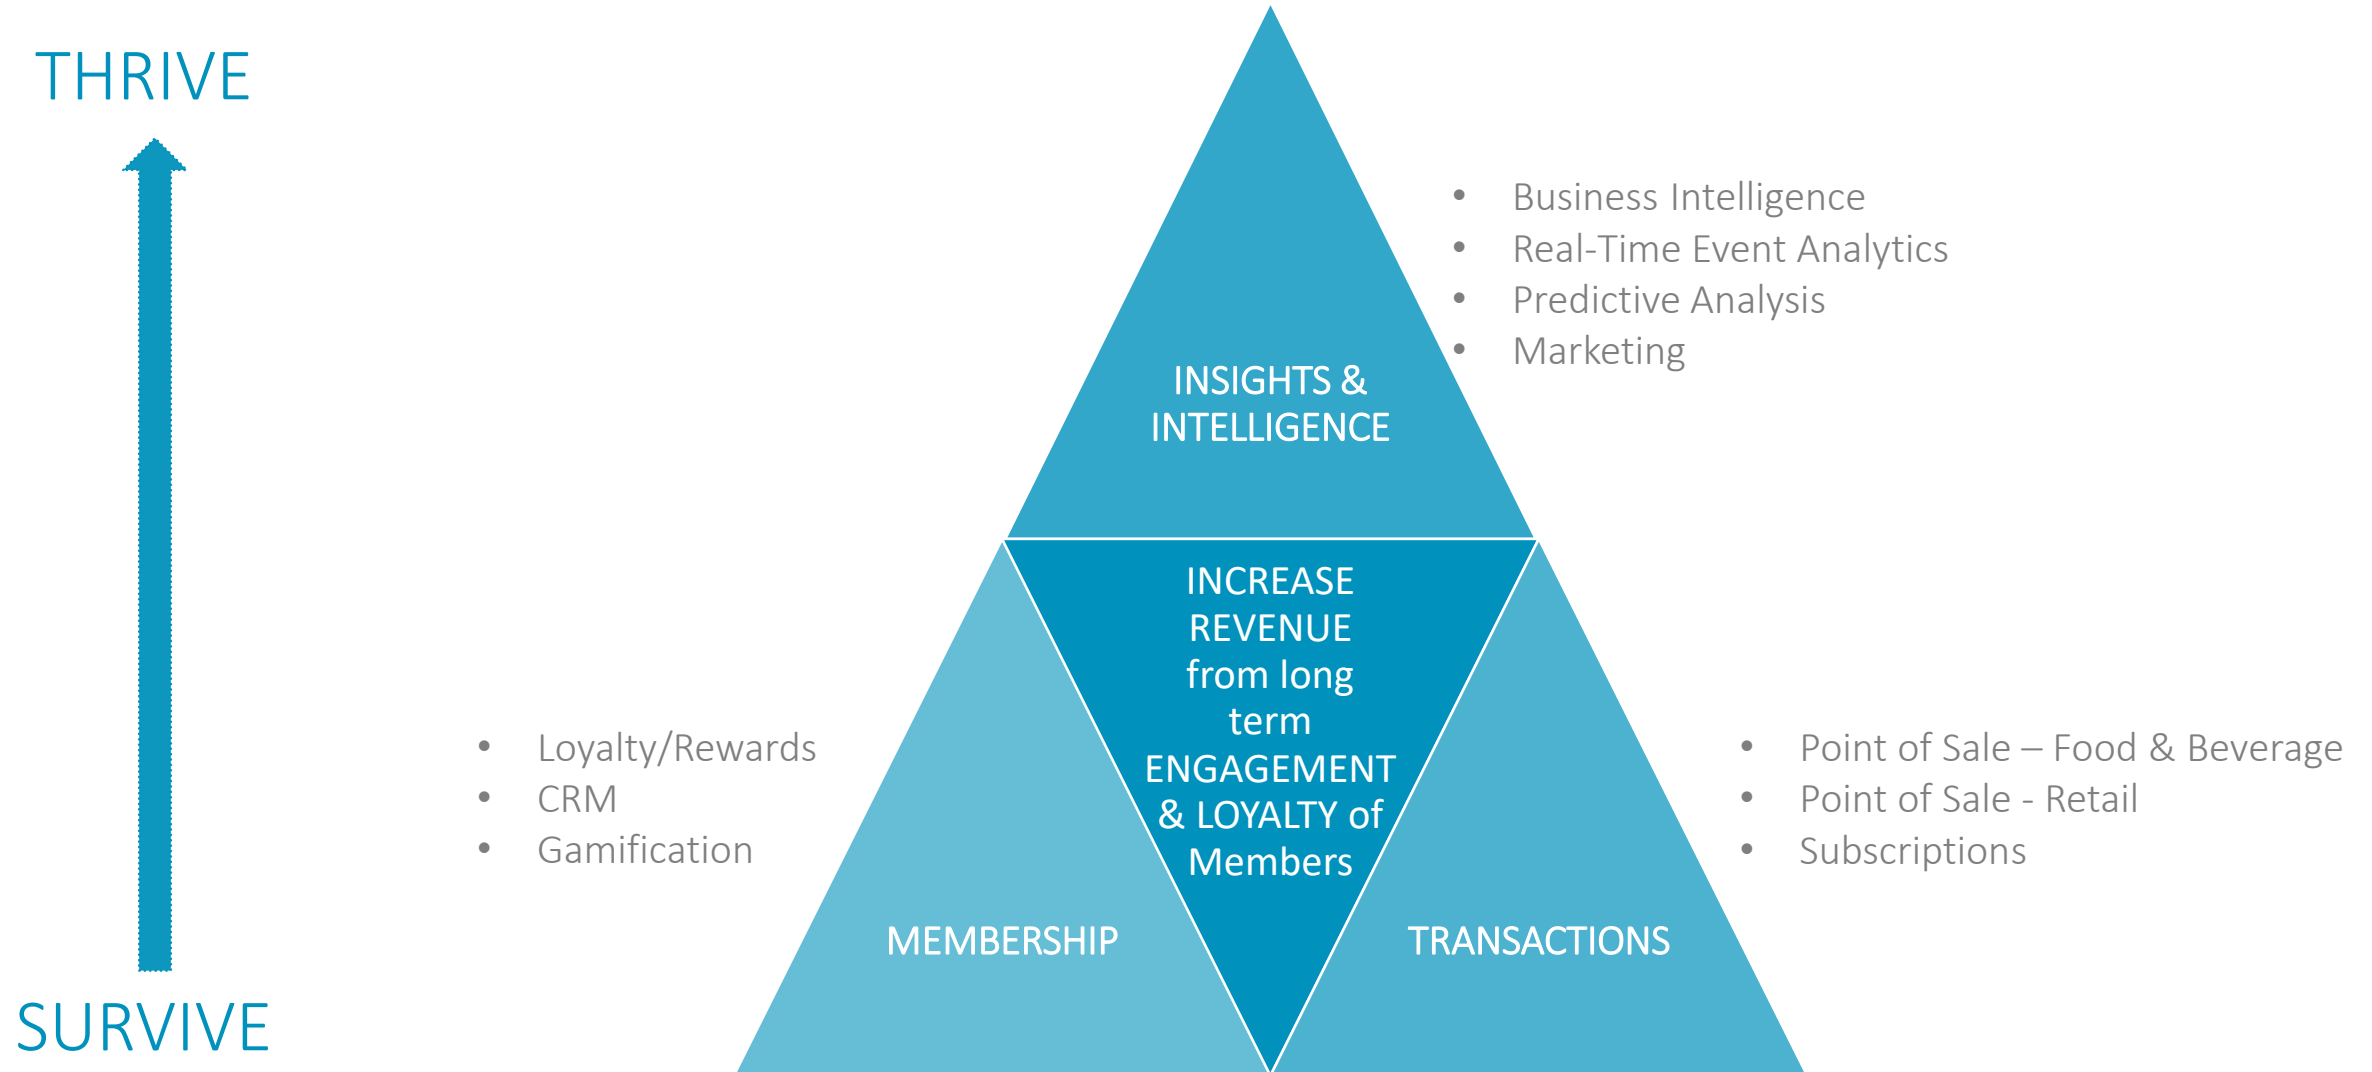 THRIVE
• Business Intelligence
• Real-Time Event Analytics
• Predictive Analysis
• Marketing
INSIGHTS &
INTELLIGENCE
INCREASE
REVENUE
from long
term
ENGAGEMENT
& LOYALTY of
Members
• Loyalty/Rewards
• CRM
• Gamification
MEMBERSHIP
• Point of Sale – Food & Beverage
• Point of Sale - Retail
• Subscriptions
TRANSACTIONS
SURVIVE